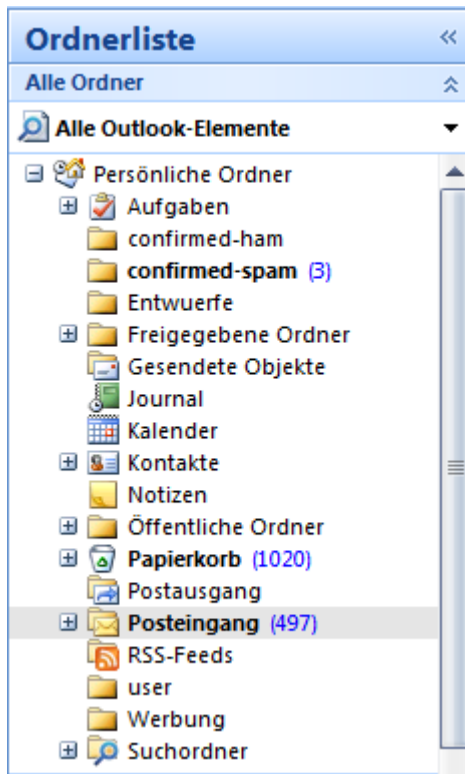 Ordnerliste
Alle Ordner
Alle Outlook-Elemente
Persönliche Ordner
Aufgaben
confirmed-ham
confirmed-spam (3)
Entwuerfe
Freigegebene Ordner
Gesendete Objekte
Journal
Kalender
Kontakte
Notizen
Öffentliche Ordner
Papierkorb (1020)
Postausgang
Posteingang (497)
RSS-Feeds
user
Werbung
Suchordner